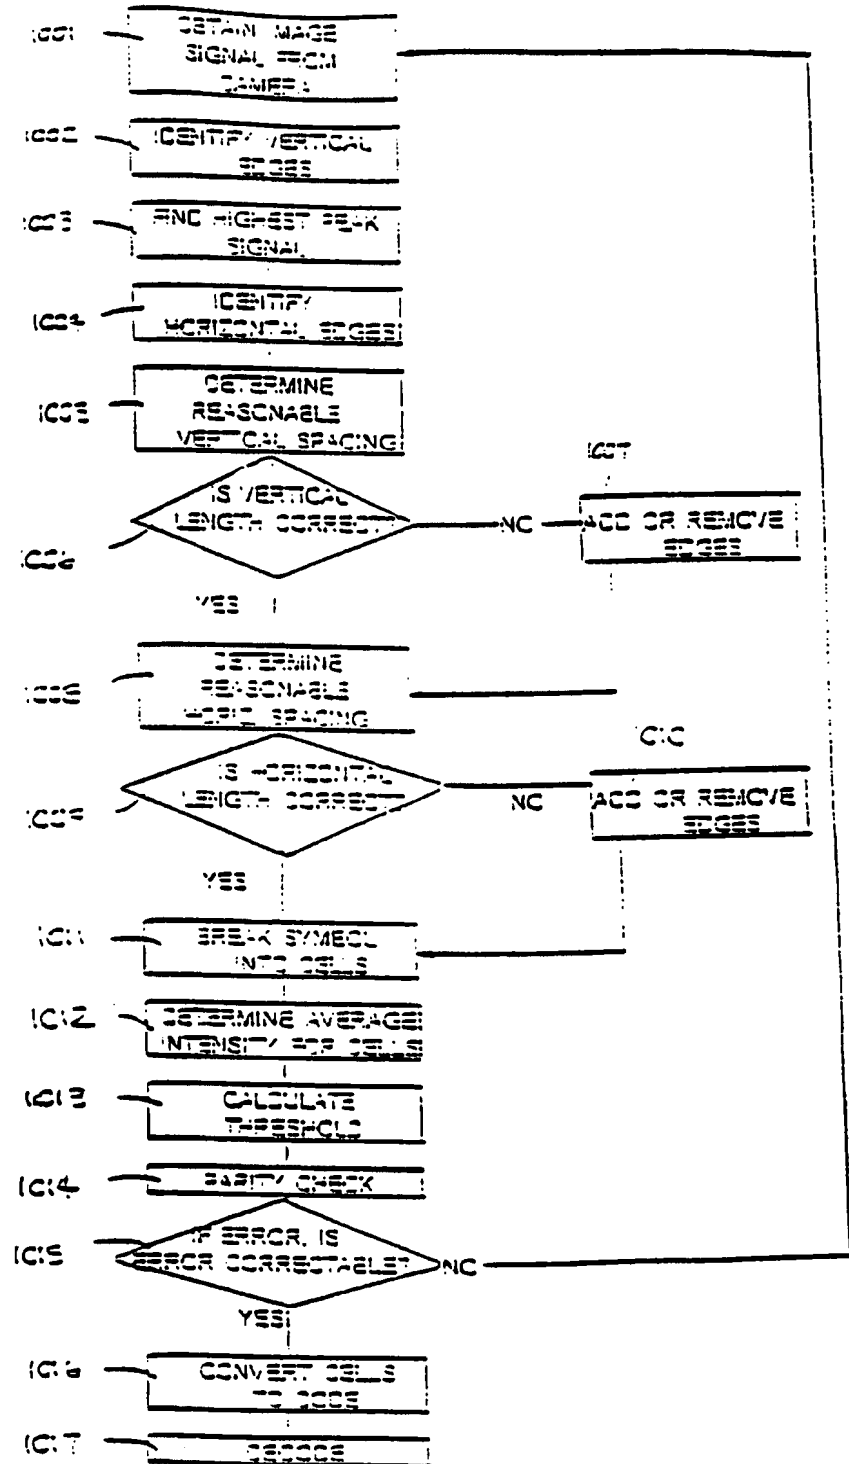 1001
OBTAIN IMAGE
SIGNAL FROM
CAMERA
1002
IDENTIFY VERTICAL
EDGES
1003
FIND HIGHEST PEAK
SIGNAL
1004
IDENTIFY
HORIZONTAL EDGES
1005
DETERMINE
REASONABLE
VERTICAL SPACING
1007
IS VERTICAL
LENGTH CORRECT?
NO
ADD OR REMOVE
EDGES
1006
YES
DETERMINE
REASONABLE
HORIZ. SPACING
1008
1010
IS HORIZONTAL
LENGTH CORRECT?
NO
ADD OR REMOVE
EDGES
1009
YES
1011
BREAK SYMBOL
INTO CELLS
1012
DETERMINE AVERAGE
INTENSITY FOR CELLS
1013
CALCULATE
THRESHOLD
1014
PARITY CHECK
1015
IF ERROR, IS
ERROR CORRECTABLE?
NO
YES
1016
CONVERT CELLS
TO CODE
1017
DECODE